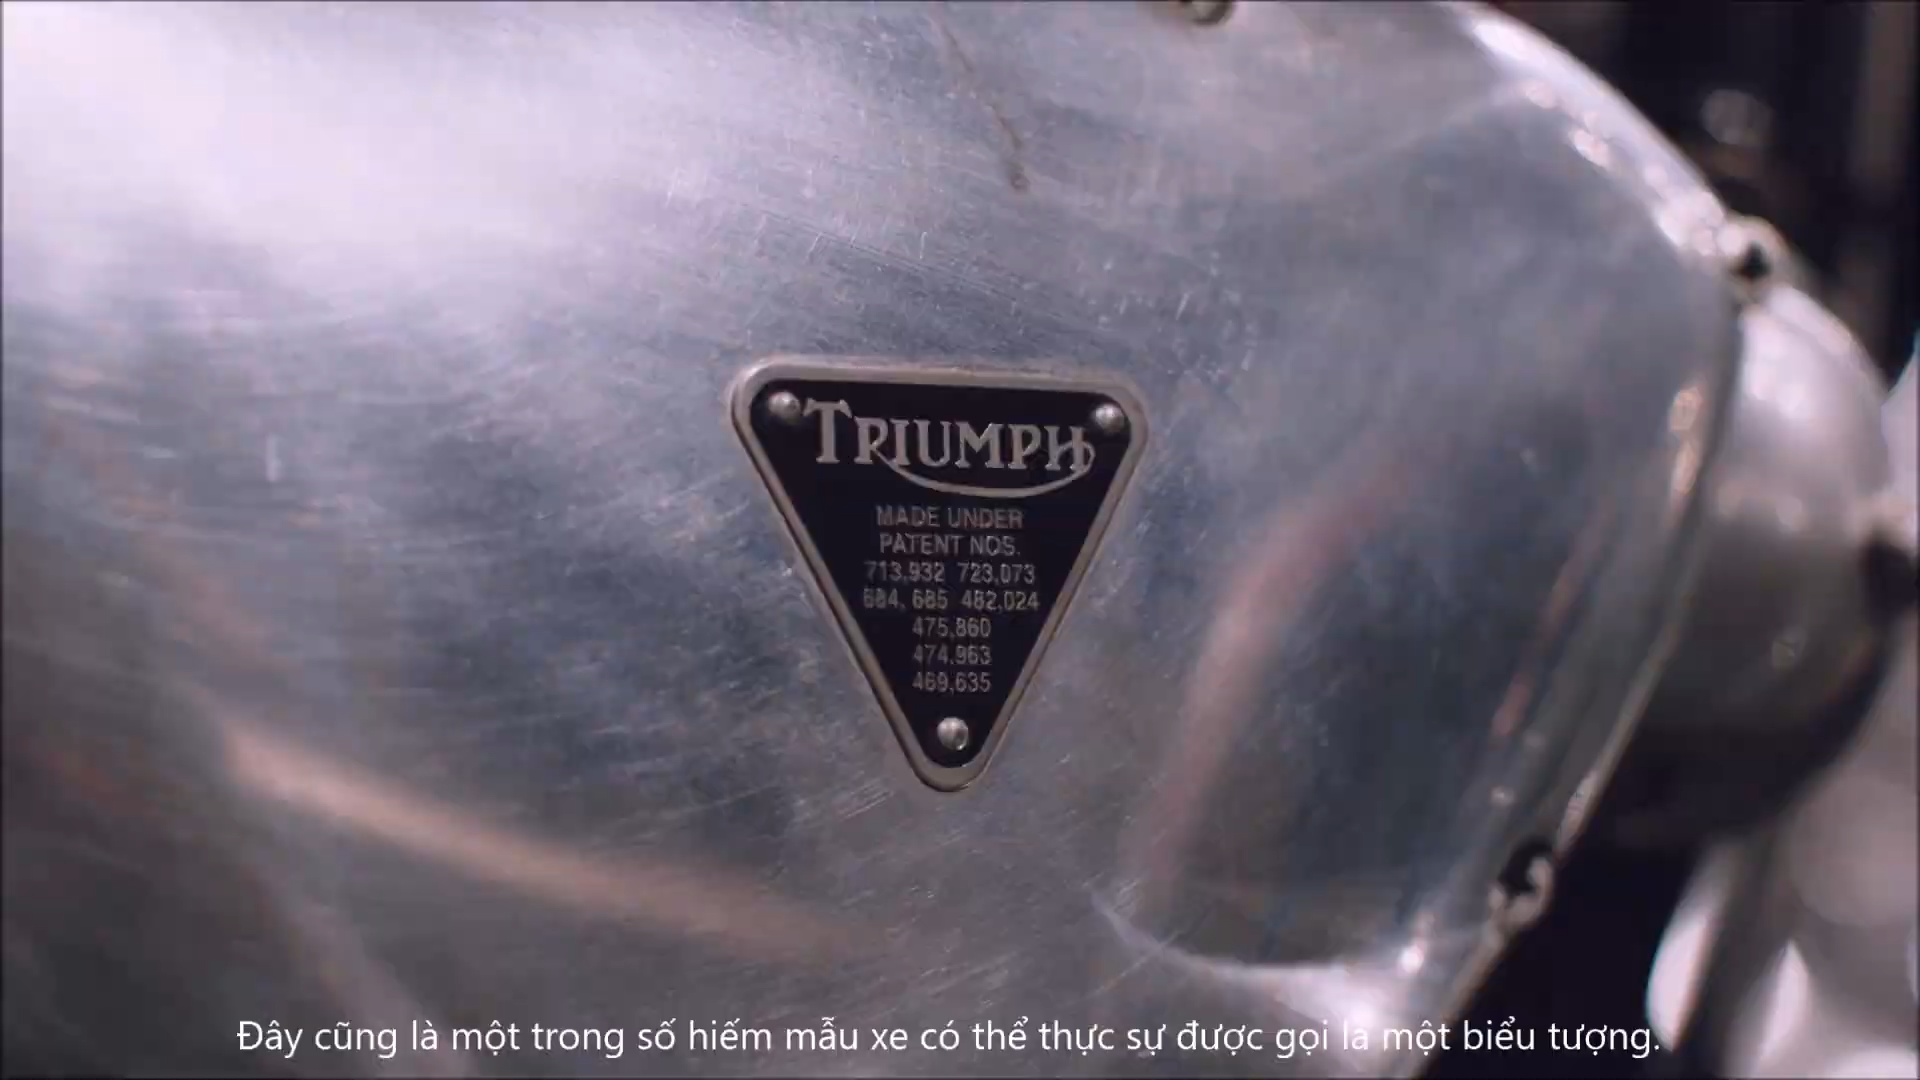 TRIUMPH
MADE UNDER
PATENT NOS.
713,932 723,073
684, 685 482,024
475,860
474,963
469,635
Đây cũng là một trong số hiếm mẫu xe có thể thực sự được gọi là một biểu tượng.